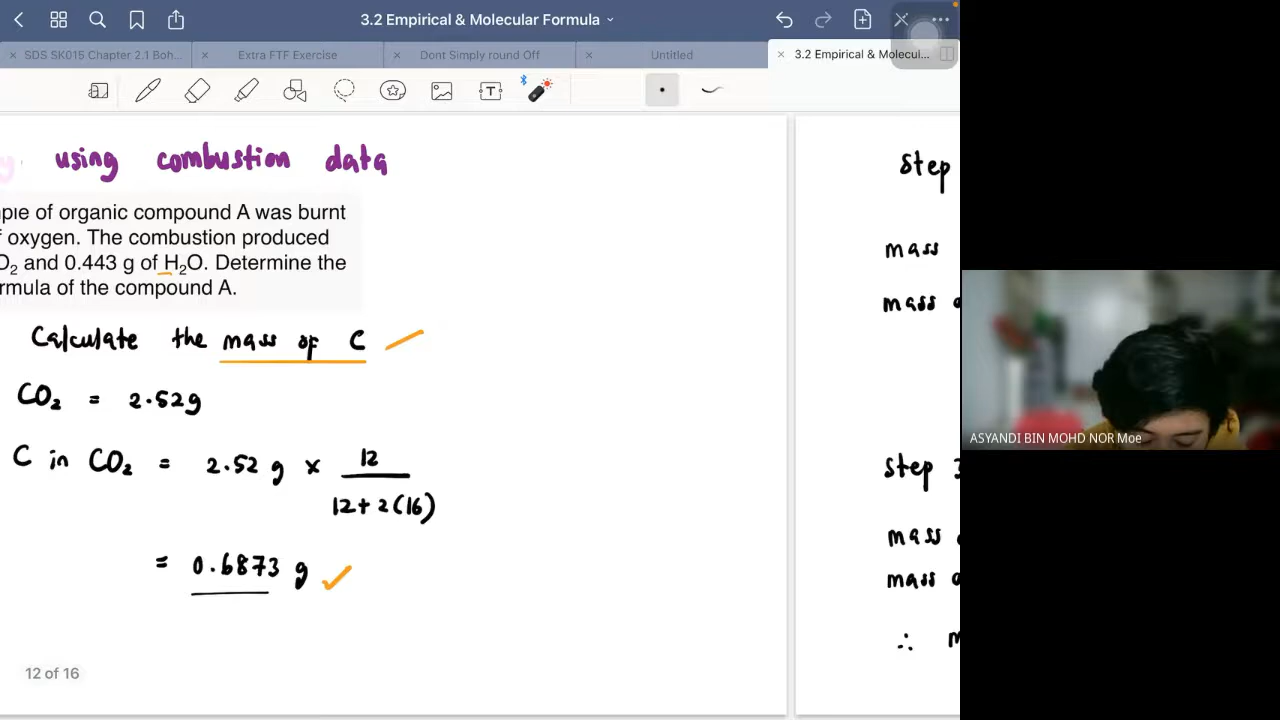 3.2 Empirical & Molecular Formula
SDS SK015 Chapter 2.1 Boh...
Extra FTF Exercise
Dont Simply round Off
Untitled
3.2 Empirical & Molecul...
using combustion data
of organic compound A was burnt
oxygen. The combustion produced
O₂ and 0.443 g of H₂O. Determine the
of the compound A.
Calculate the mass of C
CO₂ = 2.52g
C in CO₂ = 2.52 g × 12
12 + 2(16)
= 0.6873 g
12 of 16
Step
mass
mass
Step 3
mass
mass
∴ m
ASYANDI BIN MOHD NOR Moe